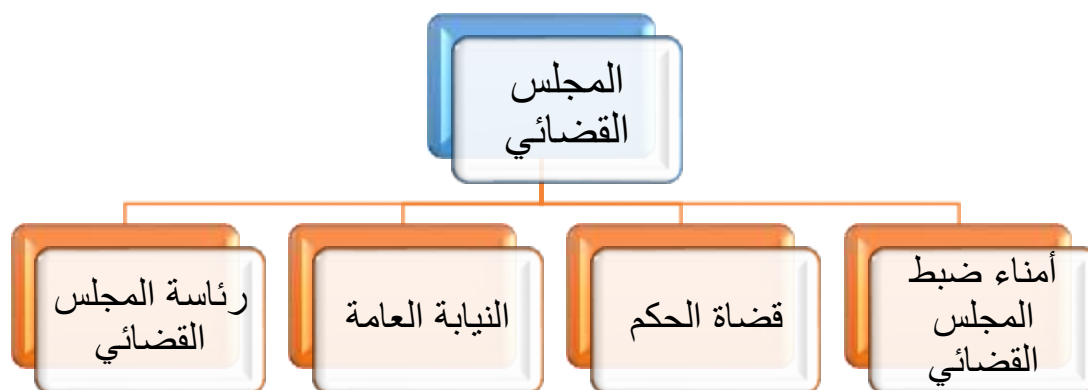 المجلس
القضائي
أمناء ضبط
المجلس
القضائي
قضاة الحكم
النيابة العامة
رئاسة المجلس
القضائي